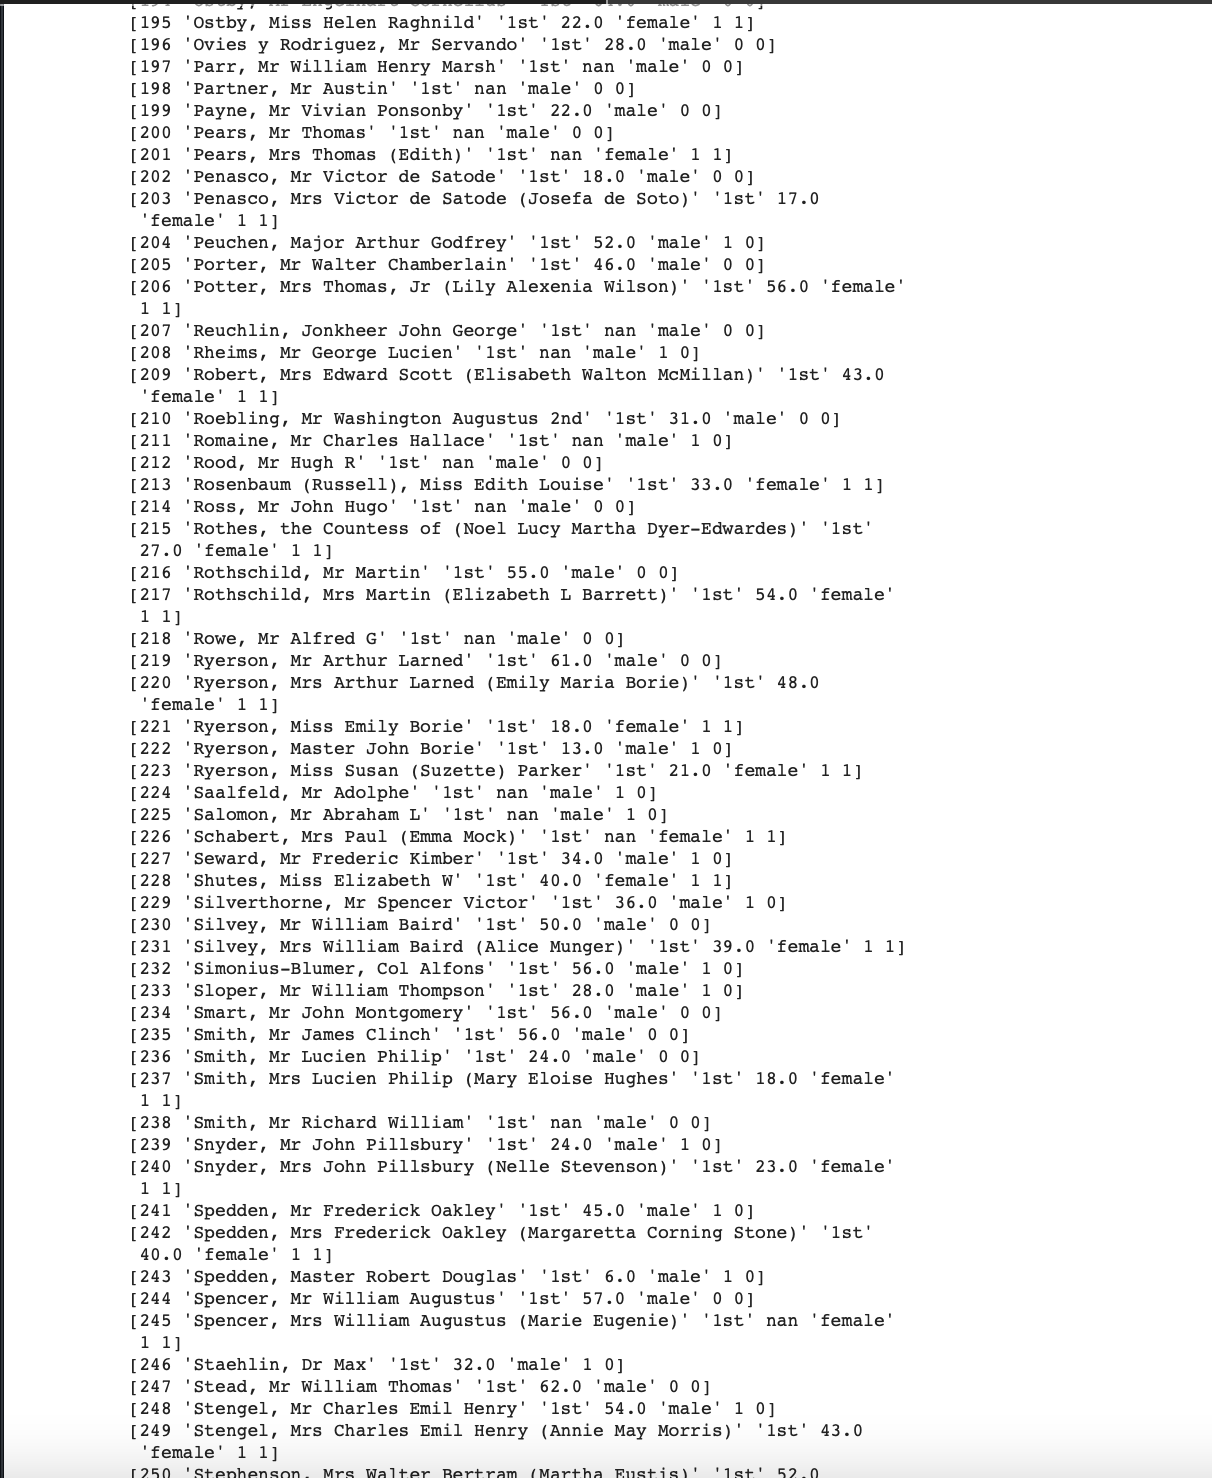 [195 'Ostby, Miss Helen Raghnild' '1st' 22.0 'female' 1 1]
[196 'Ovies y Rodriguez, Mr Servando' '1st' 28.0 'male' 0 0]
[197 'Parr, Mr William Henry Marsh' '1st' nan 'male' 0 0]
[198 'Partner, Mr Austin' '1st' nan 'male' 0 0]
[199 'Payne, Mr Vivian Ponsonby' '1st' 22.0 'male' 0 0]
[200 'Pears, Mr Thomas' '1st' nan 'male' 0 0]
[201 'Pears, Mrs Thomas (Edith)' '1st' nan 'female' 1 1]
[202 'Penasco, Mr Victor de Satode' '1st' 18.0 'male' 0 0]
[203 'Penasco, Mrs Victor de Satode (Josefa de Soto)' '1st' 17.0
'female' 1 1]
[204 'Peuchen, Major Arthur Godfrey' '1st' 52.0 'male' 1 0]
[205 'Porter, Mr Walter Chamberlain' '1st' 46.0 'male' 0 0]
[206 'Potter, Mrs Thomas, Jr (Lily Alexenia Wilson)' '1st' 56.0 'female'
1 1]
[207 'Reuchlin, Jonkheer John George' '1st' nan 'male' 0 0]
[208 'Rheims, Mr George Lucien' '1st' nan 'male' 1 0]
[209 'Robert, Mrs Edward Scott (Elisabeth Walton McMillan)' '1st' 43.0
'female' 1 1]
[210 'Roebling, Mr Washington Augustus 2nd' '1st' 31.0 'male' 0 0]
[211 'Romaine, Mr Charles Hallace' '1st' nan 'male' 1 0]
[212 'Rood, Mr Hugh R' '1st' nan 'male' 0 0]
[213 'Rosenbaum (Russell), Miss Edith Louise' '1st' 33.0 'female' 1 1]
[214 'Ross, Mr John Hugo' '1st' nan 'male' 0 0]
[215 'Rothes, the Countess of (Noel Lucy Martha Dyer-Edwardes)' '1st'
27.0 'female' 1 1]
[216 'Rothschild, Mr Martin' '1st' 55.0 'male' 0 0]
[217 'Rothschild, Mrs Martin (Elizabeth L Barrett)' '1st' 54.0 'female'
1 1]
[218 'Rowe, Mr Alfred G' '1st' nan 'male' 0 0]
[219 'Ryerson, Mr Arthur Larned' '1st' 61.0 'male' 0 0]
[220 'Ryerson, Mrs Arthur Larned (Emily Maria Borie)' '1st' 48.0
'female' 1 1]
[221 'Ryerson, Miss Emily Borie' '1st' 18.0 'female' 1 1]
[222 'Ryerson, Master John Borie' '1st' 13.0 'male' 1 0]
[223 'Ryerson, Miss Susan (Suzette) Parker' '1st' 21.0 'female' 1 1]
[224 'Saalfeld, Mr Adolphe' '1st' nan 'male' 1 0]
[225 'Salomon, Mr Abraham L' '1st' nan 'male' 1 0]
[226 'Schabert, Mrs Paul (Emma Mock)' '1st' nan 'female' 1 1]
[227 'Seward, Mr Frederic Kimber' '1st' 34.0 'male' 1 0]
[228 'Shutes, Miss Elizabeth W' '1st' 40.0 'female' 1 1]
[229 'Silverthorne, Mr Spencer Victor' '1st' 36.0 'male' 1 0]
[230 'Silvey, Mr William Baird' '1st' 50.0 'male' 0 0]
[231 'Silvey, Mrs William Baird (Alice Munger)' '1st' 39.0 'female' 1 1]
[232 'Simonius-Blumer, Col Alfons' '1st' 56.0 'male' 1 0]
[233 'Sloper, Mr William Thompson' '1st' 28.0 'male' 1 0]
[234 'Smart, Mr John Montgomery' '1st' 56.0 'male' 0 0]
[235 'Smith, Mr James Clinch' '1st' 56.0 'male' 0 0]
[236 'Smith, Mr Lucien Philip' '1st' 24.0 'male' 0 0]
[237 'Smith, Mrs Lucien Philip (Mary Eloise Hughes' '1st' 18.0 'female'
1 1]
[238 'Smith, Mr Richard William' '1st' nan 'male' 0 0]
[239 'Snyder, Mr John Pillsbury' '1st' 24.0 'male' 1 0]
[240 'Snyder, Mrs John Pillsbury (Nelle Stevenson)' '1st' 23.0 'female'
1 1]
[241 'Spedden, Mr Frederick Oakley' '1st' 45.0 'male' 1 0]
[242 'Spedden, Mrs Frederick Oakley (Margaretta Corning Stone)' '1st'
40.0 'female' 1 1]
[243 'Spedden, Master Robert Douglas' '1st' 6.0 'male' 1 0]
[244 'Spencer, Mr William Augustus' '1st' 57.0 'male' 0 0]
[245 'Spencer, Mrs William Augustus (Marie Eugenie)' '1st' nan 'female'
1 1]
[246 'Staehlin, Dr Max' '1st' 32.0 'male' 1 0]
[247 'Stead, Mr William Thomas' '1st' 62.0 'male' 0 0]
[248 'Stengel, Mr Charles Emil Henry' '1st' 54.0 'male' 1 0]
[249 'Stengel, Mrs Charles Emil Henry (Annie May Morris)' '1st' 43.0
'female' 1 1]
[250 'Stephenson, Mrs Walter Bertram (Martha Eustis)' '1st' 52.0